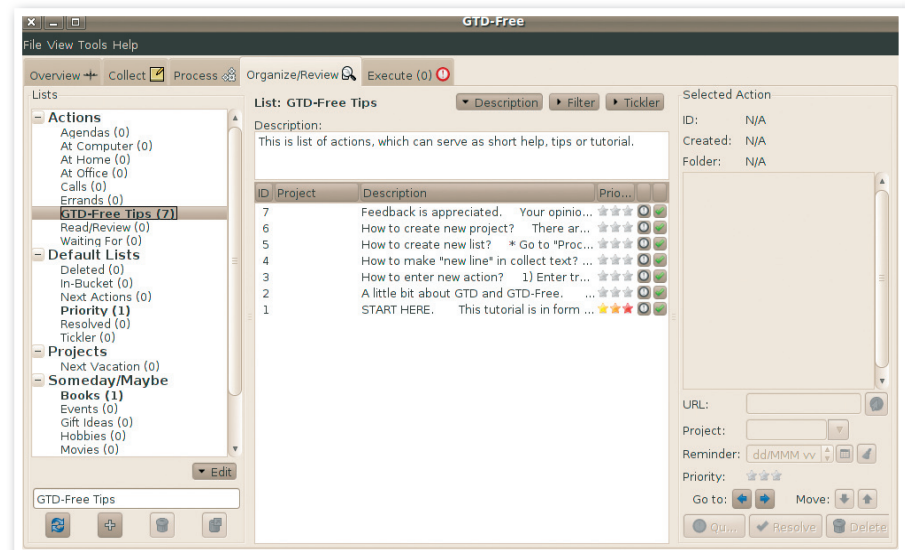 GTD-Free
File View Tools Help
Overview Collect Process Organize/Review Execute (0)
Lists
Actions
Agendas (0)
At Computer (0)
At Home (0)
At Office (0)
Calls (0)
Errands (0)
GTD-Free Tips (7)
Read/Review (0)
Waiting For (0)
Default Lists
Deleted (0)
In-Bucket (0)
Next Actions (0)
Priority (1)
Resolved (0)
Tickler (0)
Projects
Next Vacation (0)
Someday/Maybe
Books (1)
Events (0)
Gift Ideas (0)
Hobbies (0)
Movies (0)
Edit
GTD-Free Tips
List: GTD-Free Tips Description Filter Tickler
Description:
This is list of actions, which can serve as short help, tips or tutorial.
ID Project Description Prio...
7 Feedback is appreciated. Your opinio...
6 How to create new project? There ar...
5 How to create new list? * Go to "Proc...
4 How to make "new line" in collect text? ...
3 How to enter new action? 1) Enter tr...
2 A little bit about GTD and GTD-Free. ...
1 START HERE. This tutorial is in form ...
Selected Action
ID: N/A
Created: N/A
Folder: N/A
URL:
Project:
Reminder: dd/MMM yy
Priority:
Go to: Move:
Qu... Resolve Delete